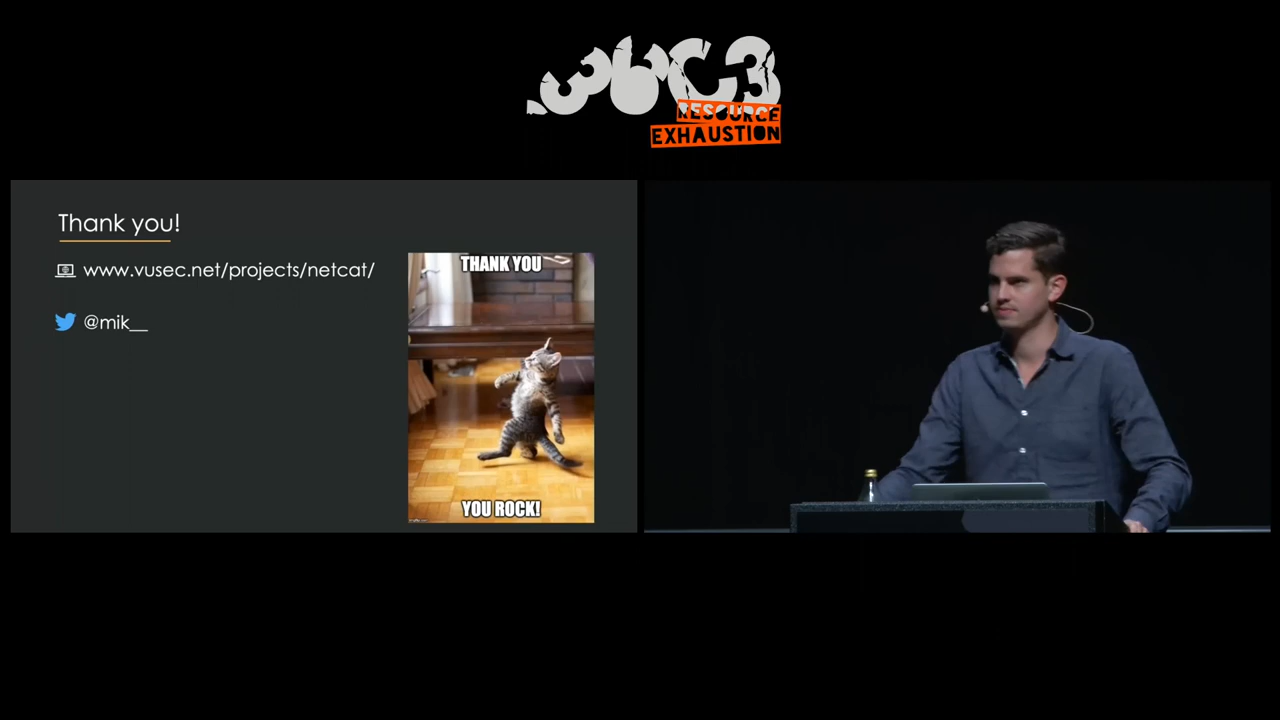 36C3
RESOURCE
EXHAUSTION
Thank you!
www.vusec.net/projects/netcat/
@mik__
THANK YOU
YOU ROCK!